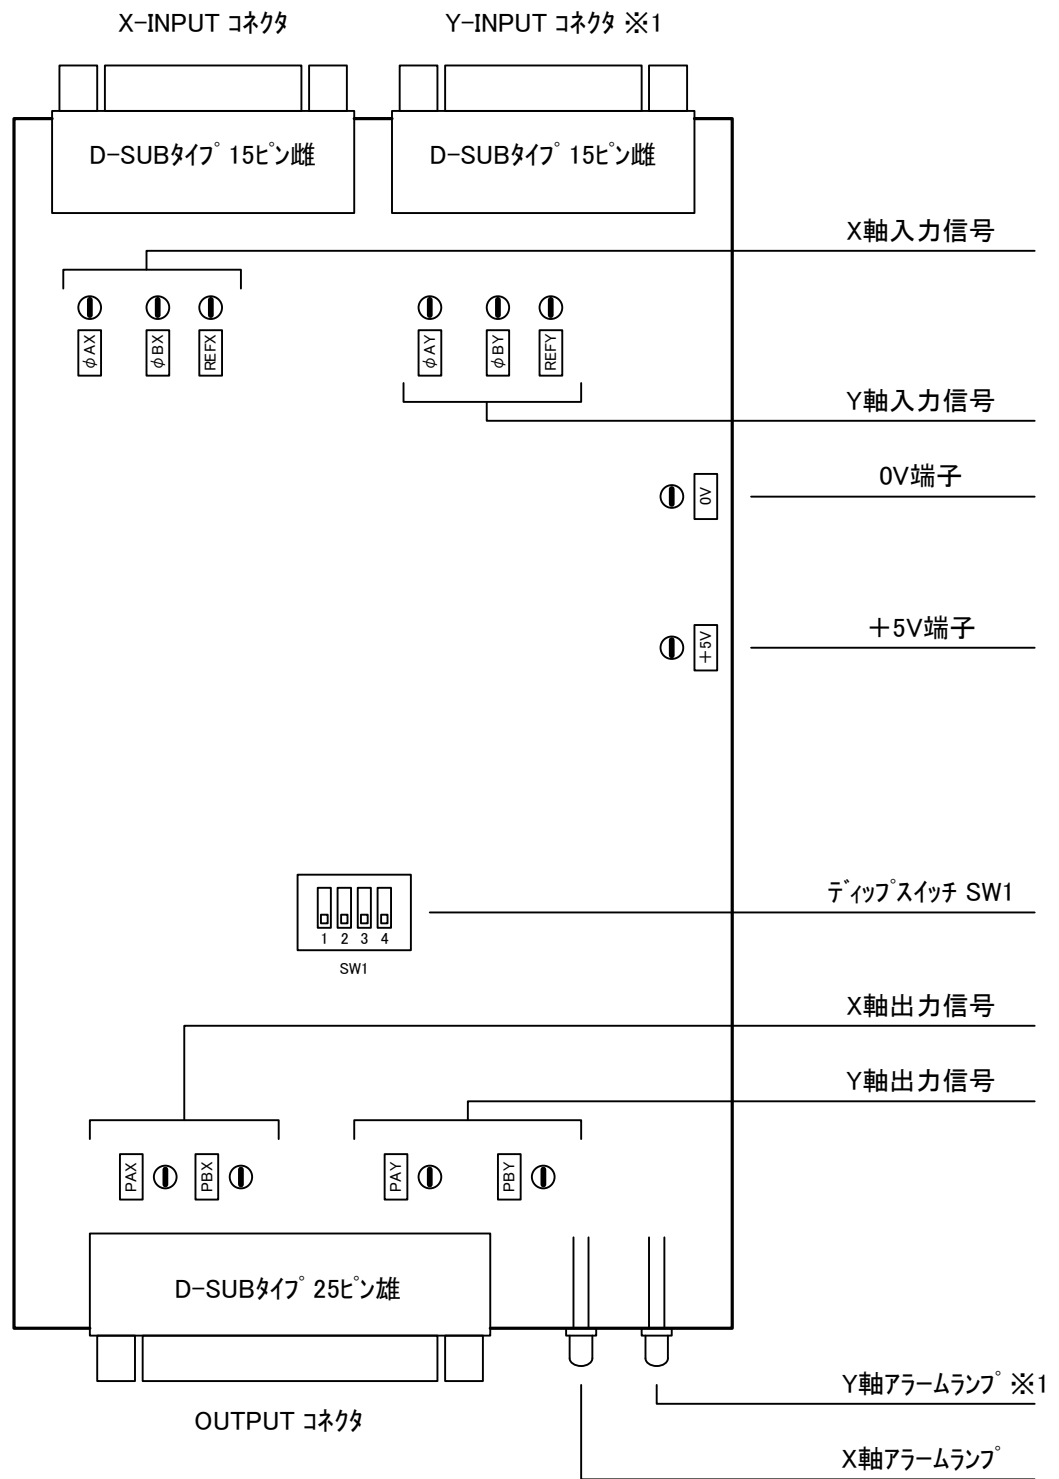 X-INPUT コネクタ
Y-INPUT コネクタ ※1
D-SUBタイプ 15ピン雌
D-SUBタイプ 15ピン雌
X軸入力信号
φAX
φBX
REFX
φAY
φBY
REFY
Y軸入力信号
0V端子
0V
+5V端子
+5V
ディップスイッチ SW1
1 2 3 4
SW1
X軸出力信号
Y軸出力信号
PAX
PBX
PAY
PBY
D-SUBタイプ 25ピン雄
Y軸アラームランプ ※1
OUTPUT コネクタ
X軸アラームランプ